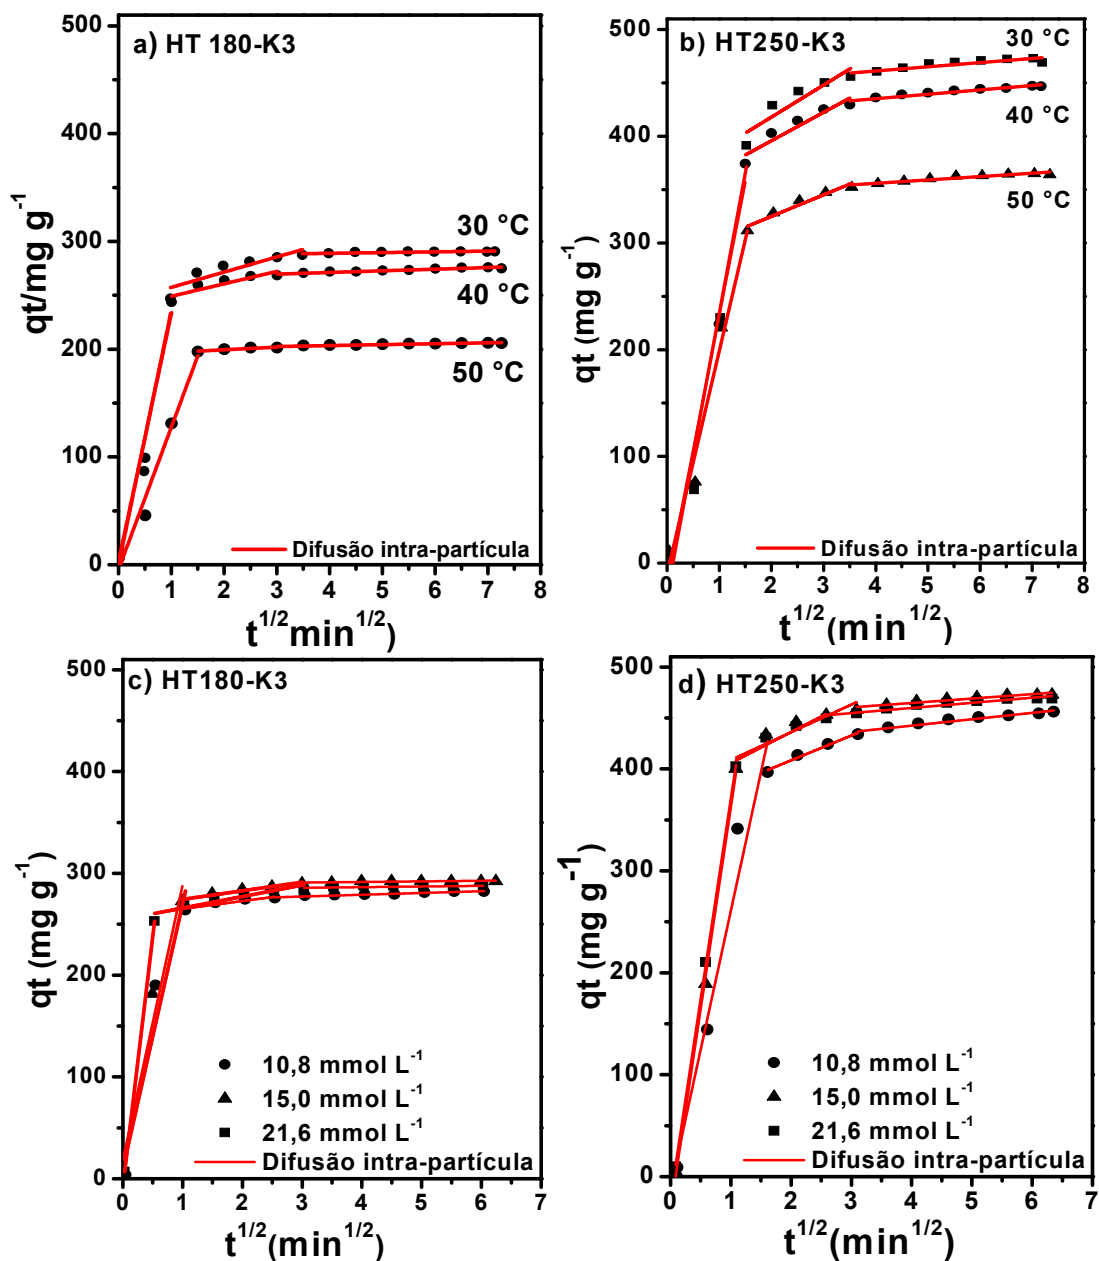 a) HT 180-K3
500
400
300
200
100
0
qt/mg g⁻¹
30 °C
40 °C
50 °C
Difusão intra-partícula
0 1 2 3 4 5 6 7 8
t¹/²min¹/²)
b) HT250-K3
500
400
300
200
100
0
qt (mg g⁻¹)
30 °C
40 °C
50 °C
Difusão intra-partícula
0 1 2 3 4 5 6 7 8
t¹/²(min¹/²)
c) HT180-K3
500
400
300
200
100
0
qt (mg g⁻¹)
10,8 mmol L⁻¹
15,0 mmol L⁻¹
21,6 mmol L⁻¹
Difusão intra-partícula
0 1 2 3 4 5 6 7
t¹/²(min¹/²)
d) HT250-K3
500
400
300
200
100
0
qt (mg g⁻¹)
10,8 mmol L⁻¹
15,0 mmol L⁻¹
21,6 mmol L⁻¹
Difusão intra-partícula
0 1 2 3 4 5 6 7
t¹/²(min¹/²)